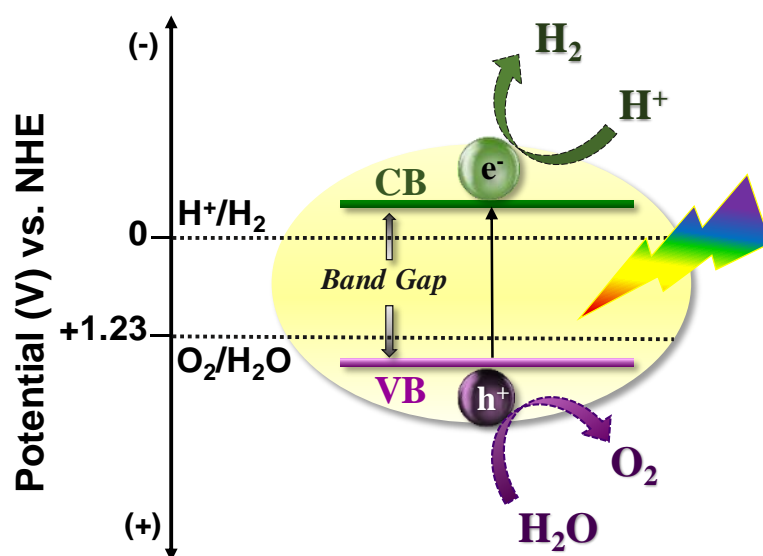 (-)
H₂
H⁺
e⁻
CB
H⁺/H₂
0
Band Gap
+1.23
O₂/H₂O
VB
h⁺
O₂
H₂O
(+)
Potential (V) vs. NHE